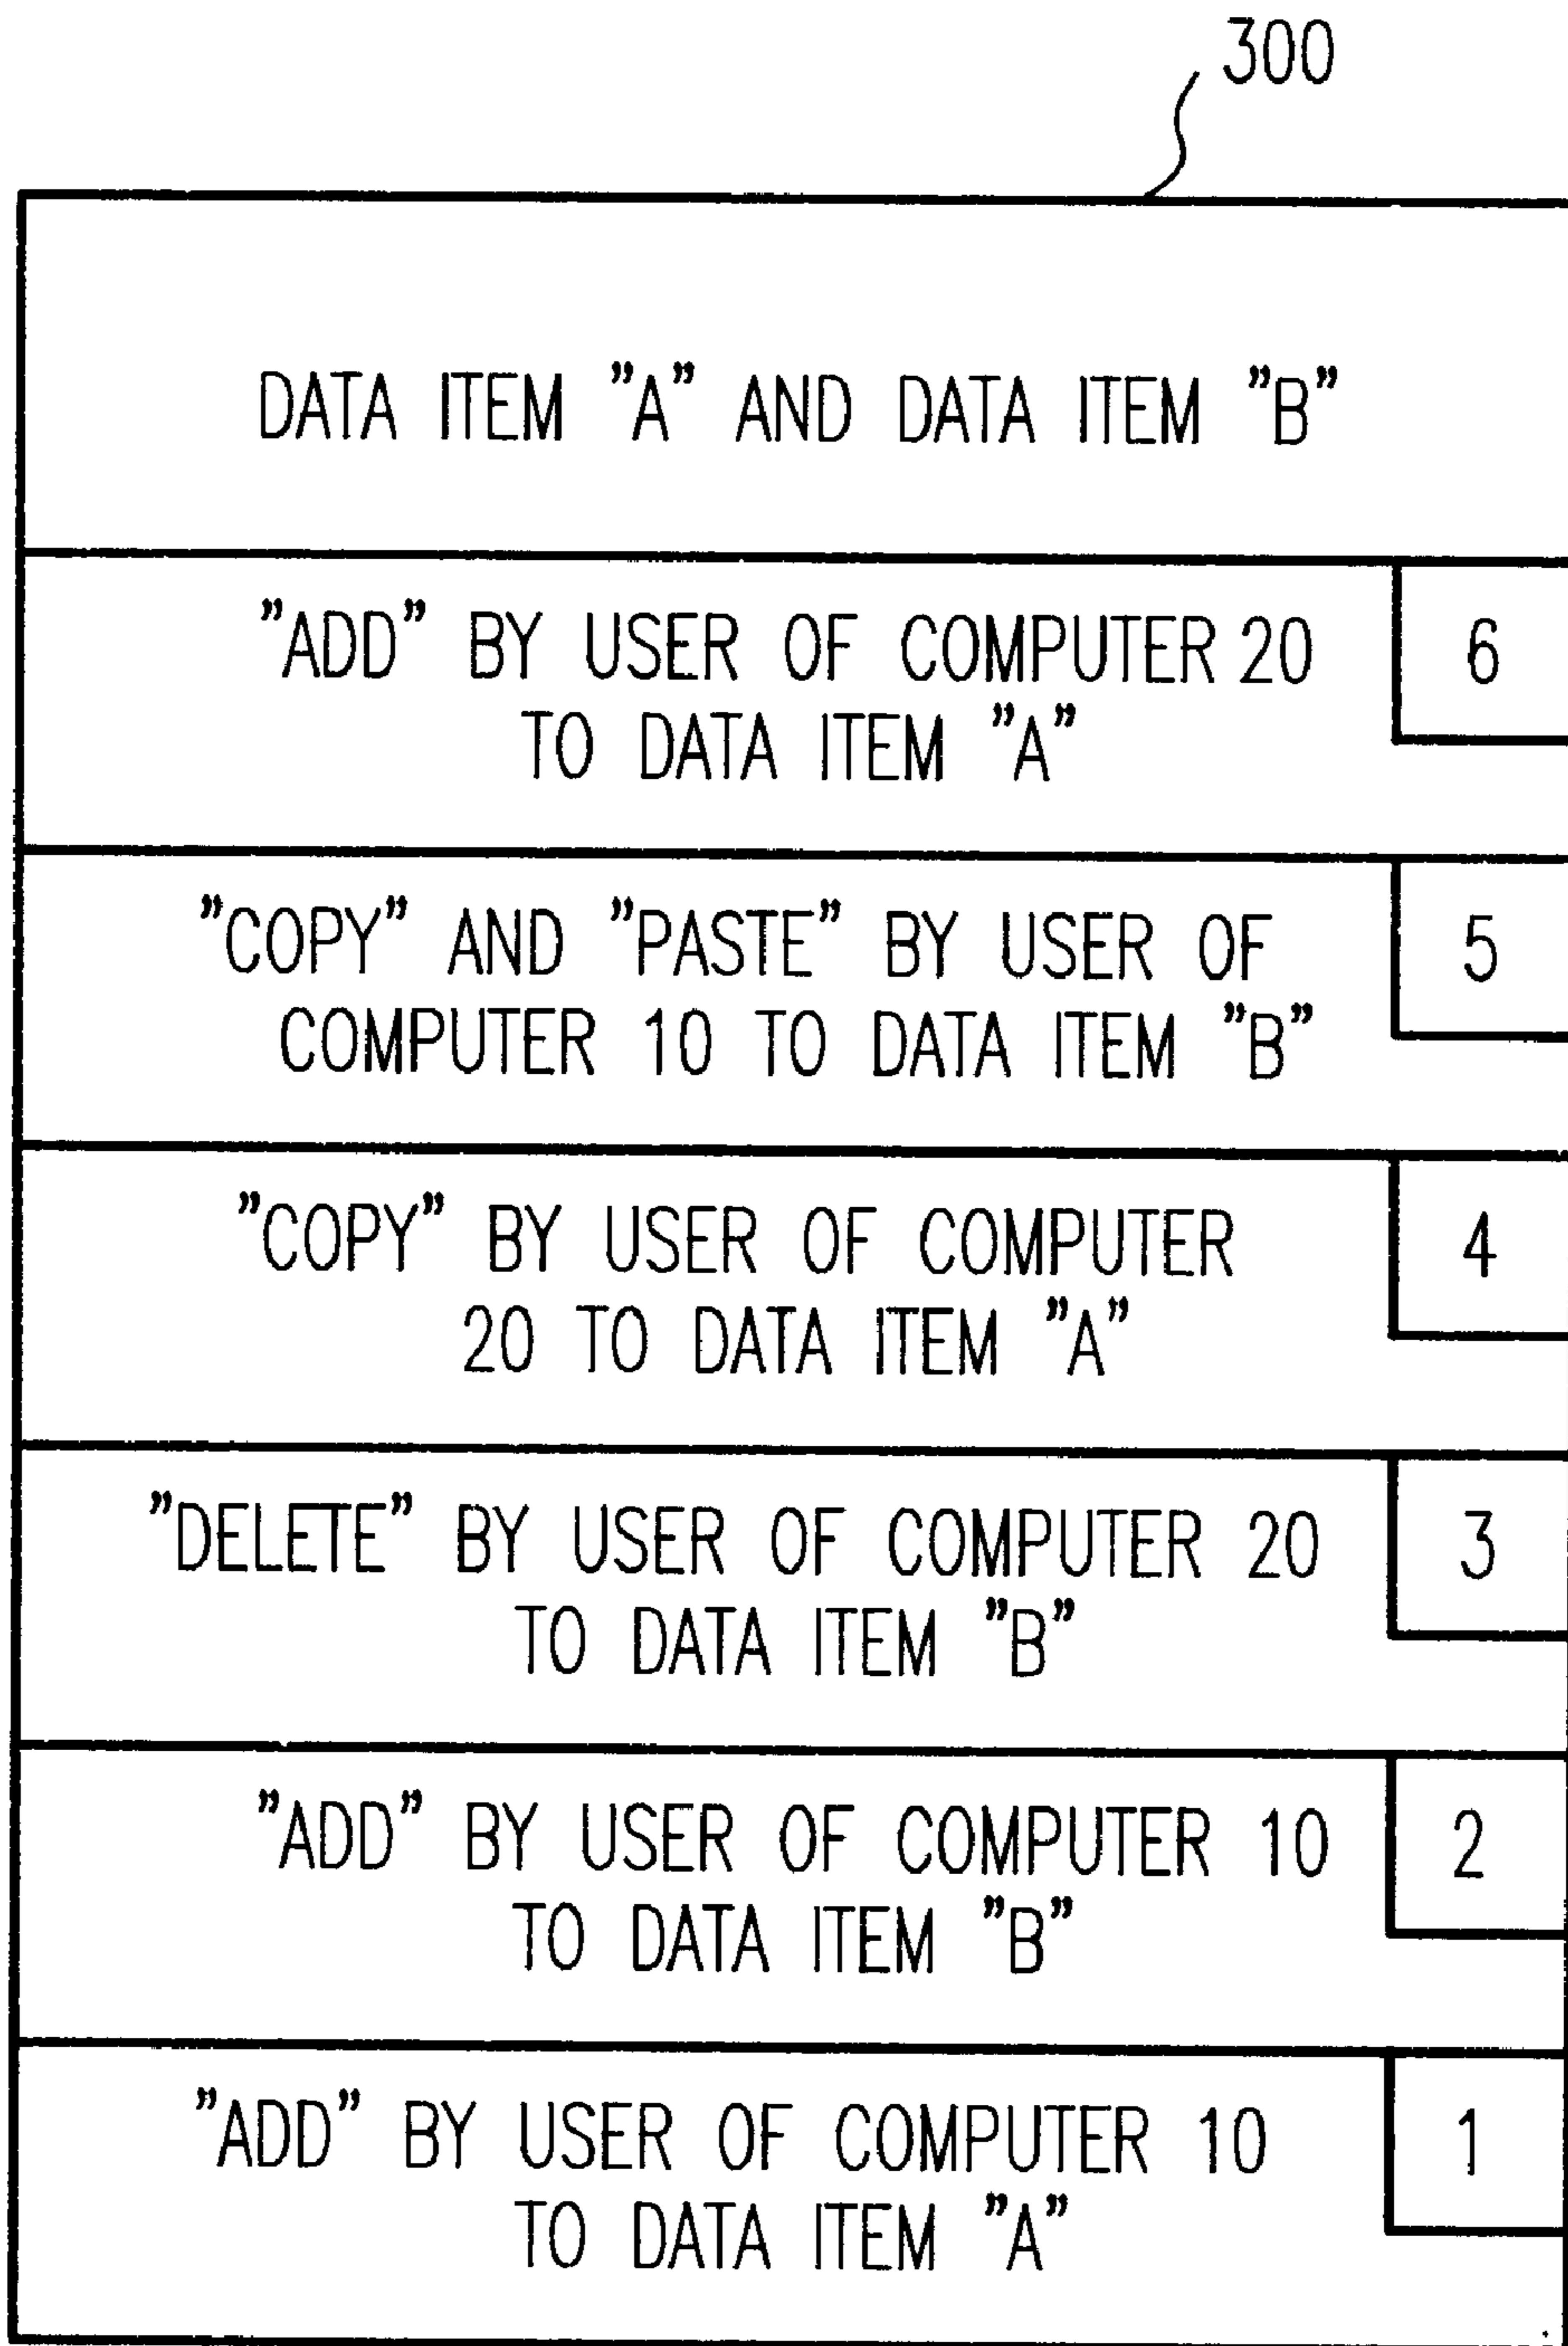 300
DATA ITEM "A" AND DATA ITEM "B"
"ADD" BY USER OF COMPUTER 20
TO DATA ITEM "A"
6
"COPY" AND "PASTE" BY USER OF
COMPUTER 10 TO DATA ITEM "B"
5
"COPY" BY USER OF COMPUTER
20 TO DATA ITEM "A"
4
"DELETE" BY USER OF COMPUTER 20
TO DATA ITEM "B"
3
"ADD" BY USER OF COMPUTER 10
TO DATA ITEM "B"
2
"ADD" BY USER OF COMPUTER 10
TO DATA ITEM "A"
1